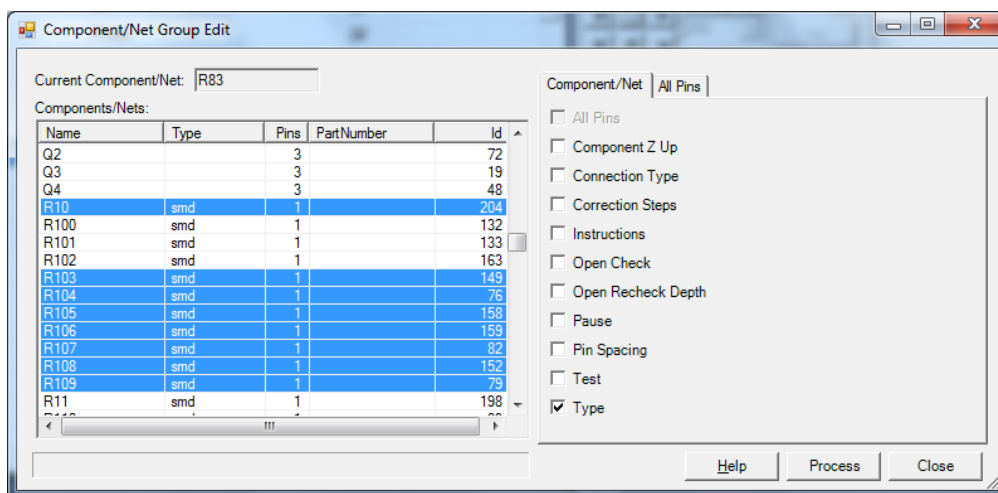 Component/Net Group Edit
Current Component/Net: R83
Components/Nets:
Name Type Pins PartNumber Id
Q2 3 72
Q3 3 19
Q4 3 48
R10 smd 1 204
R100 smd 1 132
R101 smd 1 133
R102 smd 1 163
R103 smd 1 149
R104 smd 1 76
R105 smd 1 158
R106 smd 1 159
R107 smd 1 82
R108 smd 1 152
R109 smd 1 79
R11 smd 1 198
Component/Net All Pins
All Pins
Component Z Up
Connection Type
Correction Steps
Instructions
Open Check
Open Recheck Depth
Pause
Pin Spacing
Test
Type
Help Process Close